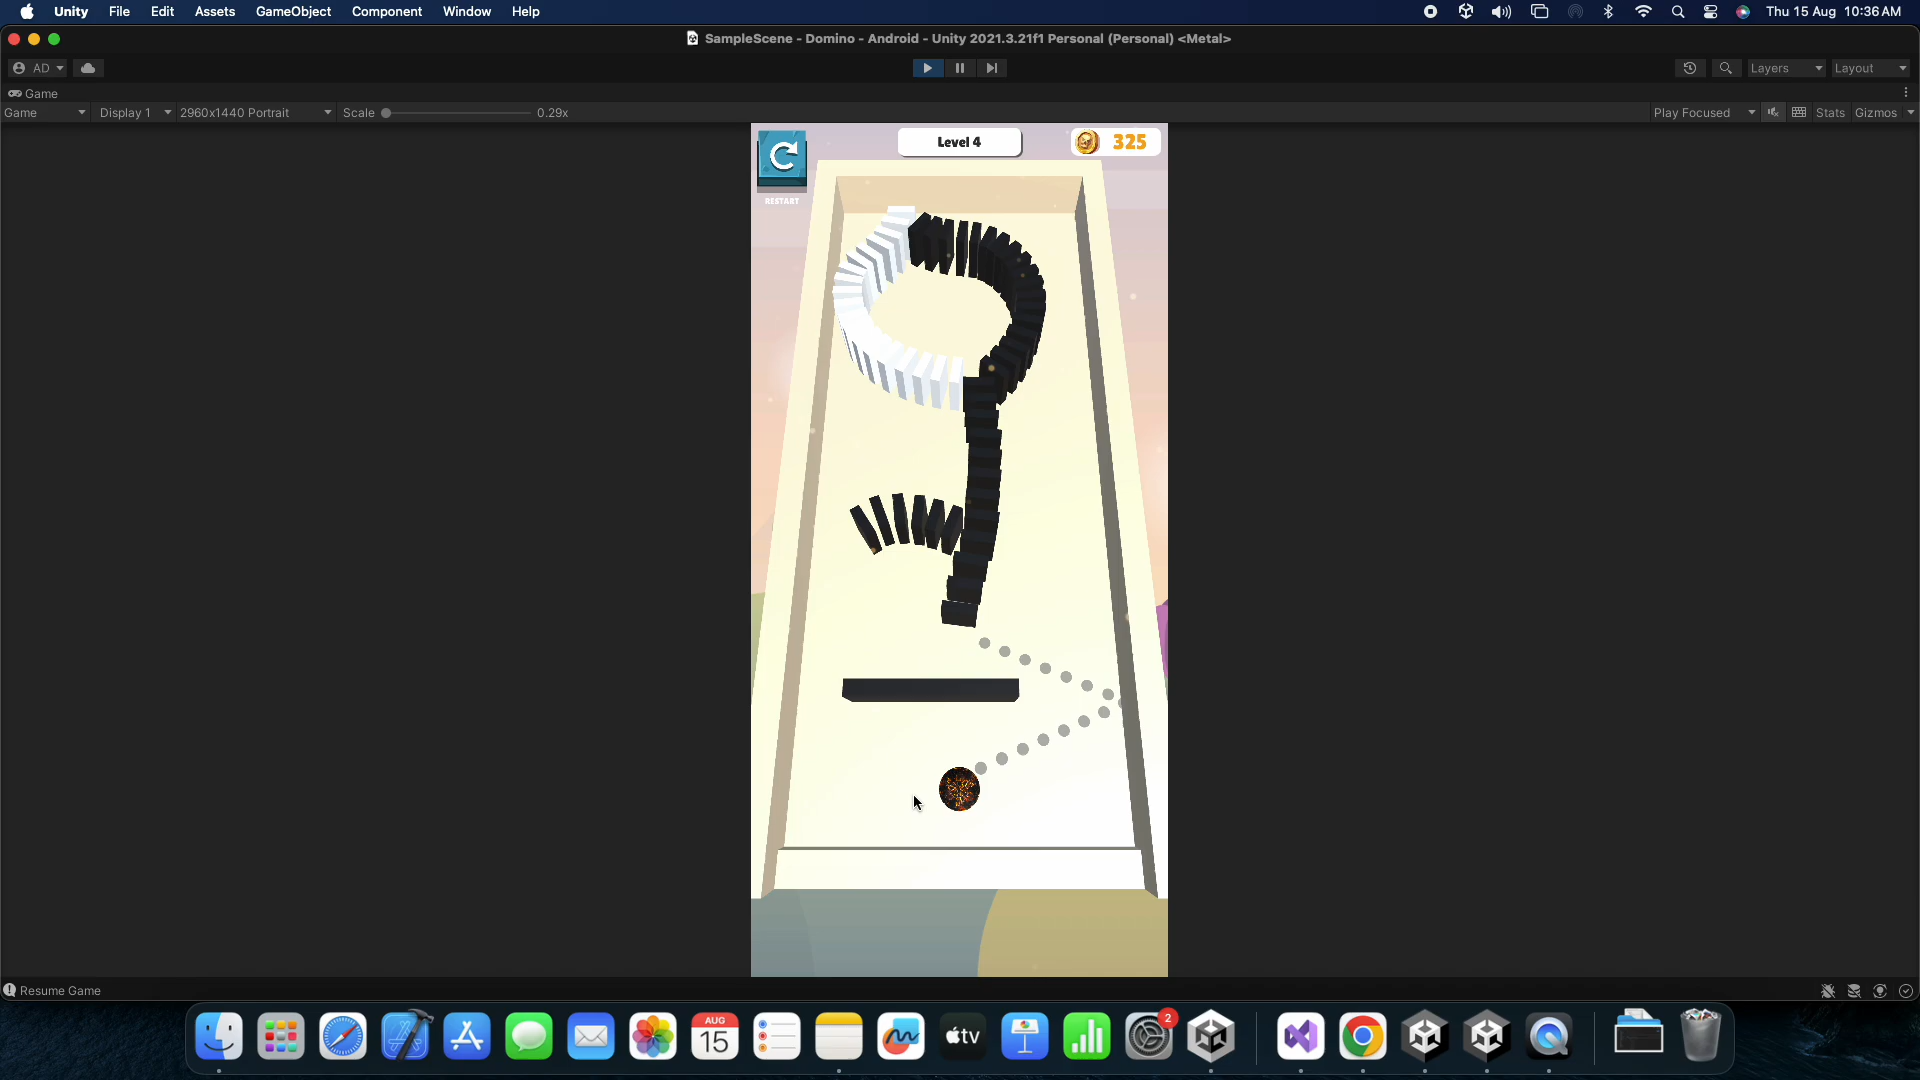 Unity File Edit Assets GameObject Component Window Help Thu 15 Aug 10:36 AM
SampleScene - Domino - Android - Unity 2021.3.21f1 Personal (Personal) <Metal>
AD Layers Layout
Game
Game Display 1 2960x1440 Portrait Scale 0.29x Play Focused Stats Gizmos
Level 4 325
RESTART
Resume Game
AUG
15
tv
2